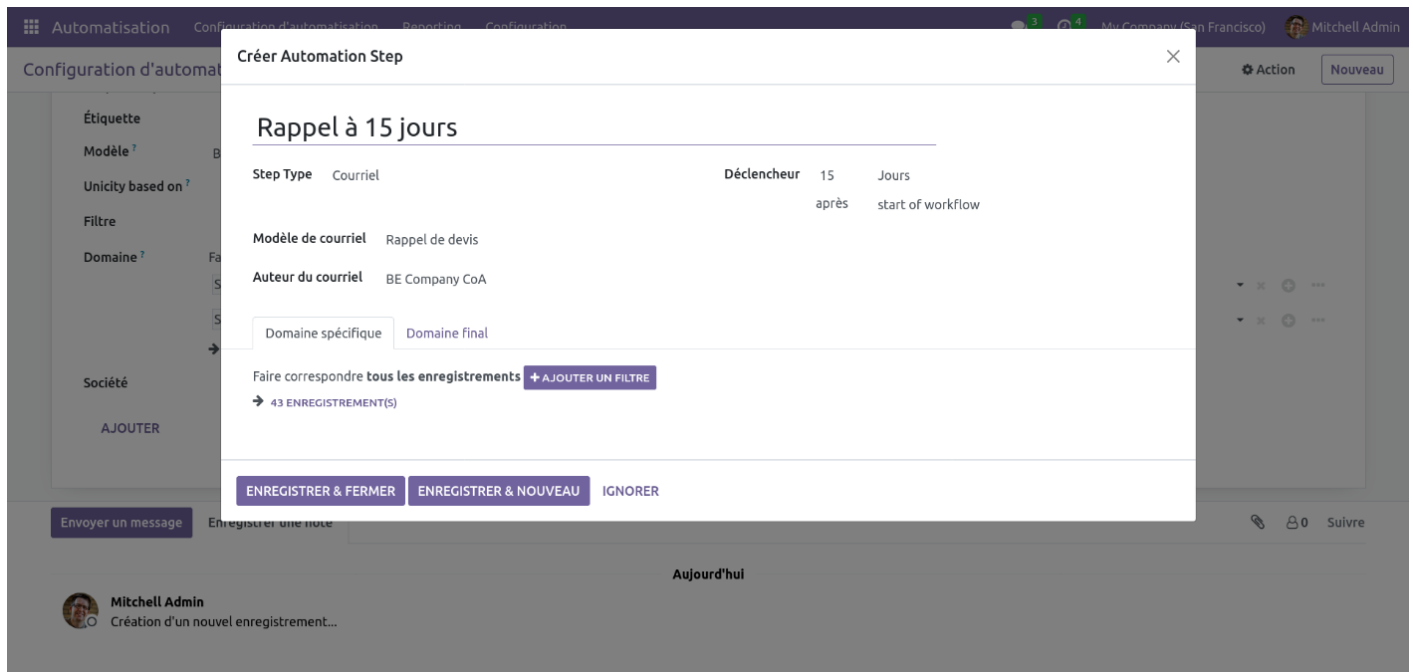 Automatisation Configuration d'automatisation Reporting Configuration 3 4 My Company (San Francisco) Mitchell Admin
Créer Automation Step
Configuration d'automat Action Nouveau
Étiquette
Rappel à 15 jours
Modèle ? B
Step Type Courriel Déclencheur 15 Jours
Unicity based on ?
après start of workflow
Filtre
Modèle de courriel Rappel de devis
Domaine ? Fa
Auteur du courriel BE Company CoA
S
S
Domaine spécifique Domaine final
Société
Faire correspondre tous les enregistrements + AJOUTER UN FILTRE
43 ENREGISTREMENT(S)
AJOUTER
ENREGISTRER & FERMER ENREGISTRER & NOUVEAU IGNORER
Envoyer un message Enregistrer une note 0 Suivre
Aujourd'hui
Mitchell Admin
Création d'un nouvel enregistrement...